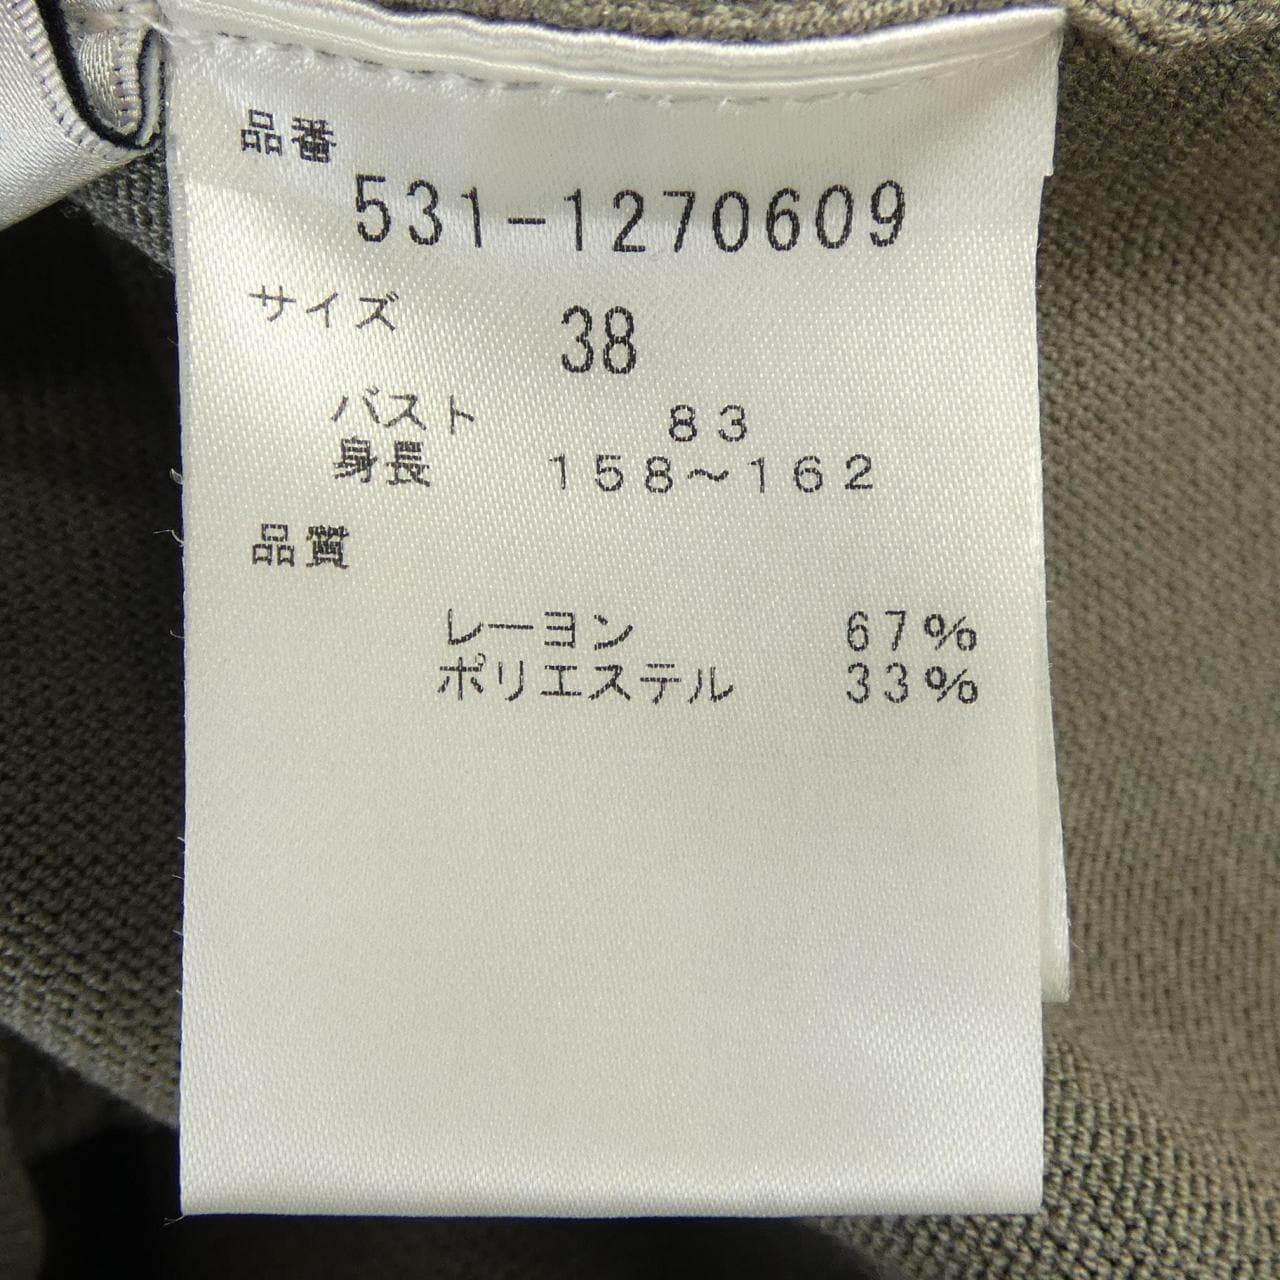 品番
531-1270609
サイズ 38
バスト 83
身長 158～162
品質
レーヨン 67%
ポリエステル 33%